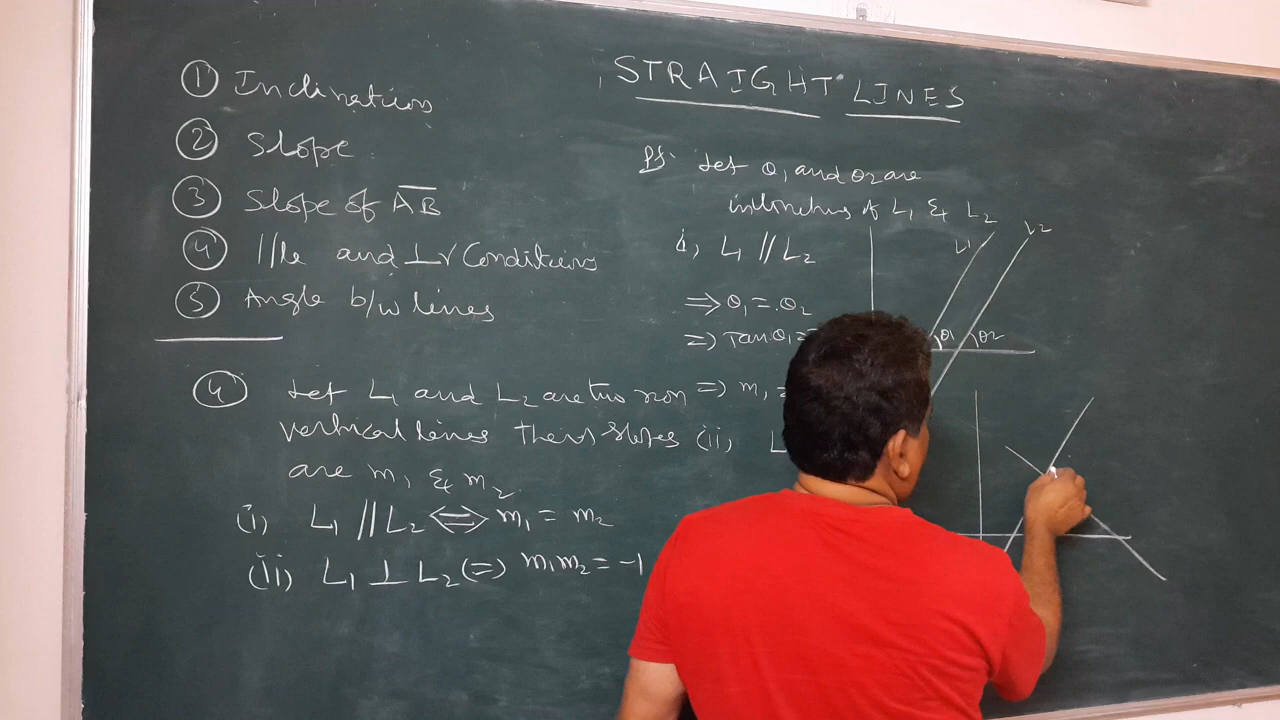 STRAIGHT LINES
① Inclination
② Slope
③ Slope of A̅B̅
④ //le and ⊥r Conditions
⑤ Angle b/w lines
④ Let L₁ and L₂ are two non
vertical lines their slopes
are m₁ & m₂
(i) L₁ // L₂ ⇔ m₁ = m₂
(ii) L₁ ⊥ L₂ (=) m₁m₂ = -1
Pf: Let θ₁ and θ2 are
inclinations of L₁ & L₂
i, L₁ // L₂
⇒ θ₁ = θ₂
=) Tan θ₁ =
=) m₁ =
(ii) L
L1
L2
θ1
θ2